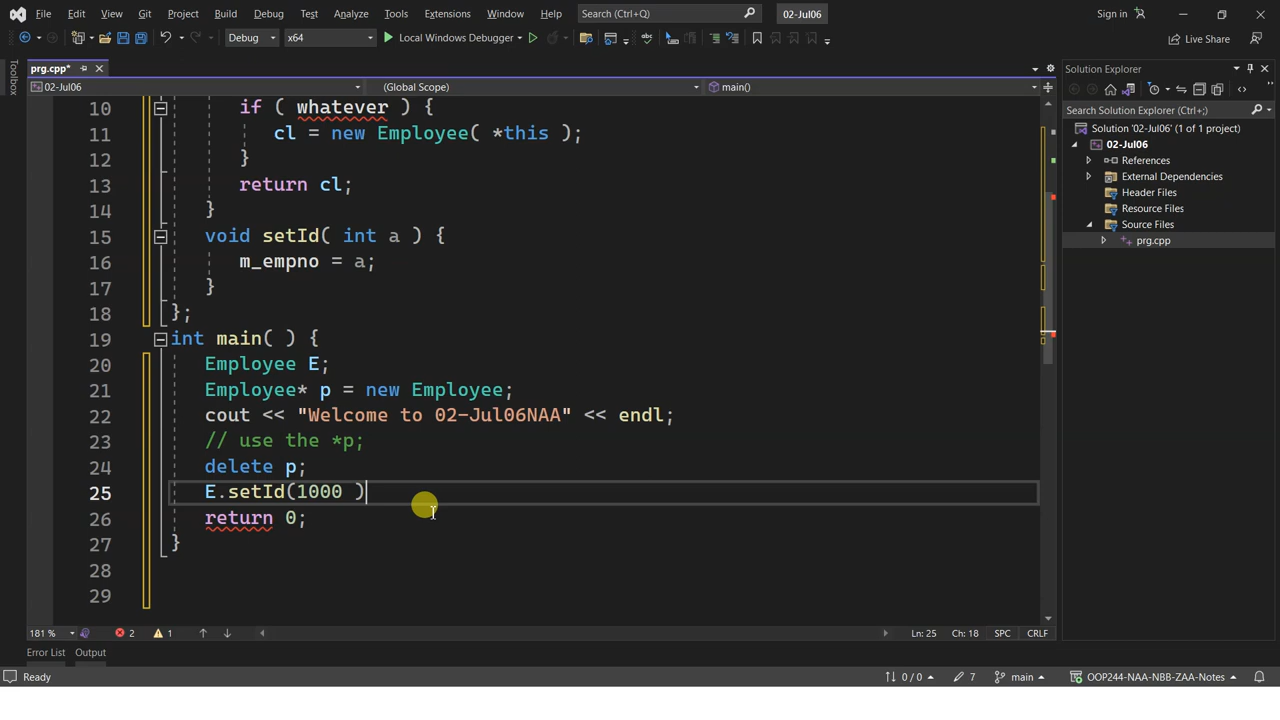 File Edit View Git Project Build Debug Test Analyze Tools Extensions Window Help Search (Ctrl+Q) 02-Jul06 Sign in
Debug x64 Local Windows Debugger Live Share
Toolbox
prg.cpp* Solution Explorer
02-Jul06 (Global Scope) main()
Search Solution Explorer (Ctrl+;)
Solution '02-Jul06' (1 of 1 project)
02-Jul06
References
External Dependencies
Header Files
Resource Files
Source Files
prg.cpp
10 if ( whatever ) {
11 cl = new Employee( *this );
12 }
13 return cl;
14 }
15 void setId( int a ) {
16 m_empno = a;
17 }
18 };
19 int main( ) {
20 Employee E;
21 Employee* p = new Employee;
22 cout << "Welcome to 02-Jul06NAA" << endl;
23 // use the *p;
24 delete p;
25 E.setId(1000 )
26 return 0;
27 }
28
29
181 % 2 1 Ln: 25 Ch: 18 SPC CRLF
Error List Output
Ready 0 / 0 7 main OOP244-NAA-NBB-ZAA-Notes